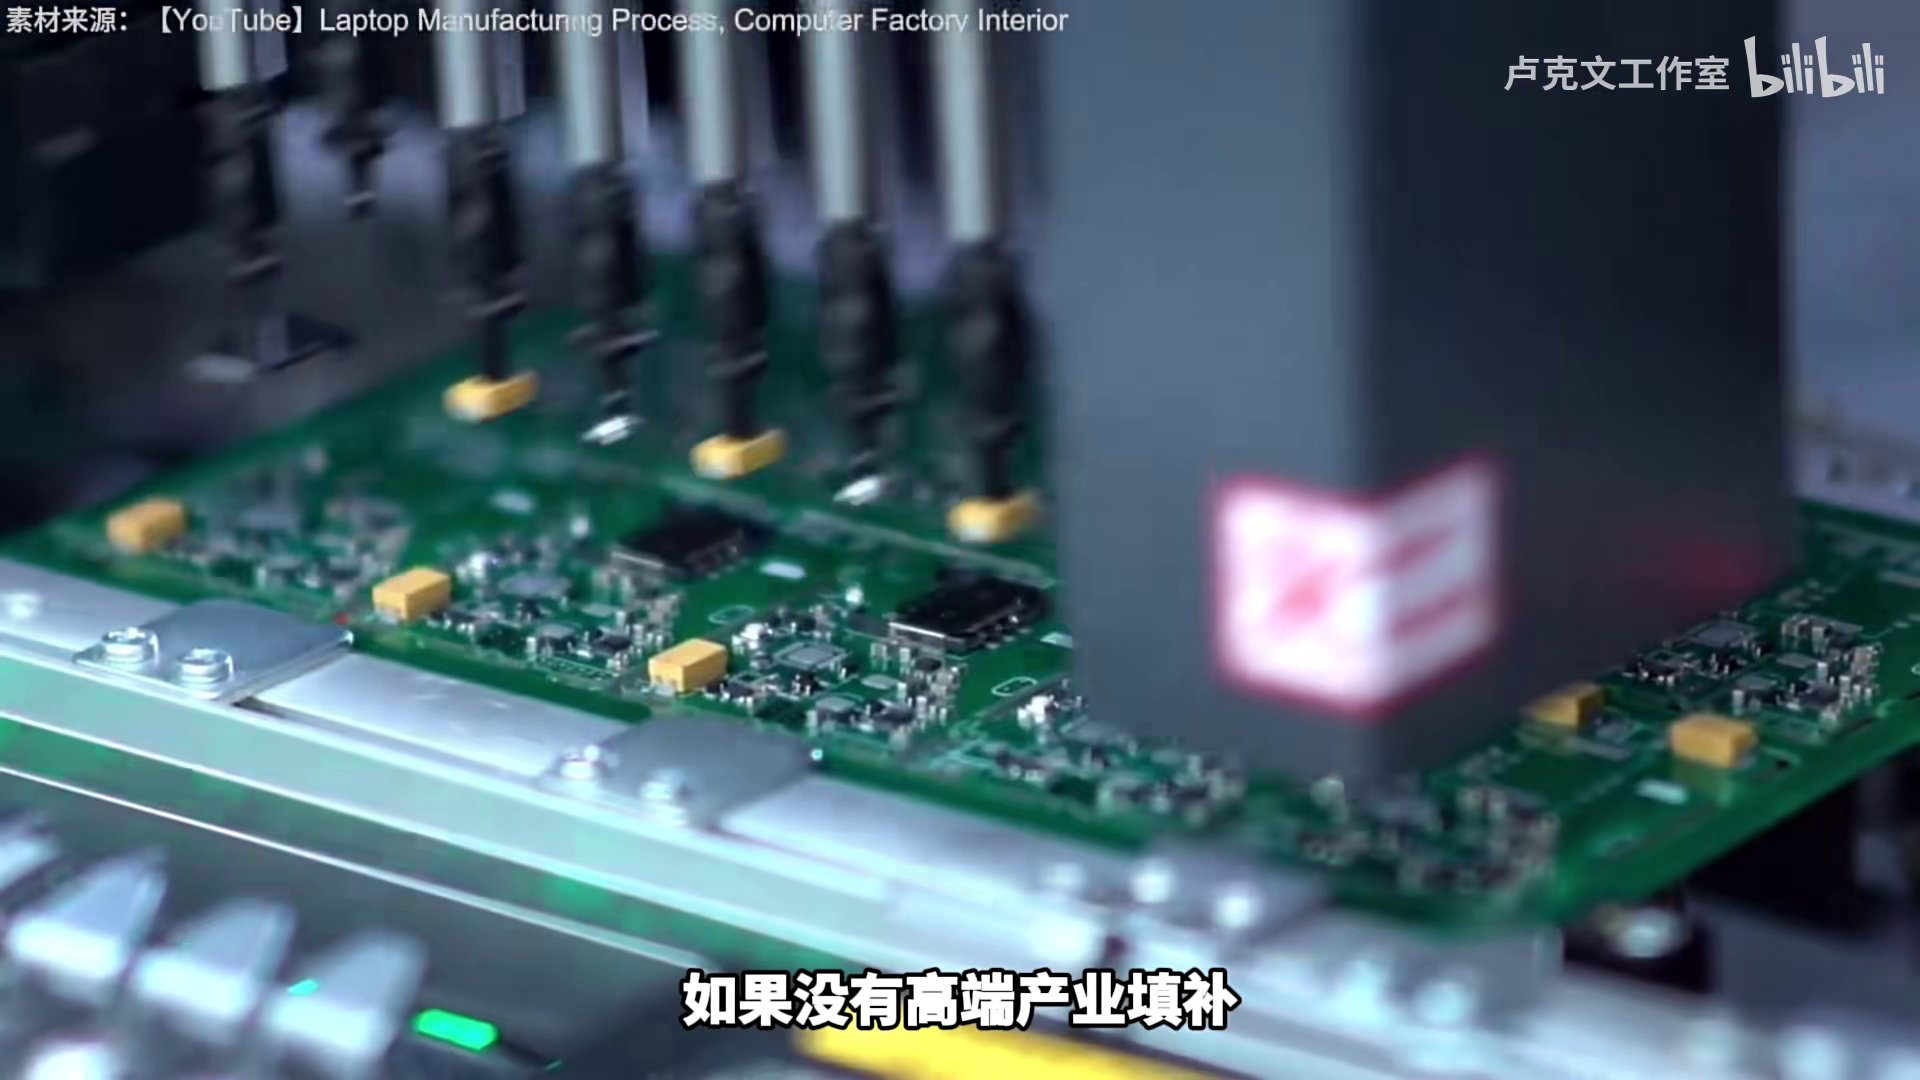 素材来源：【YouTube】Laptop Manufacturing Process, Computer Factory Interior
卢克文工作室 bilibili
如果没有高端产业填补